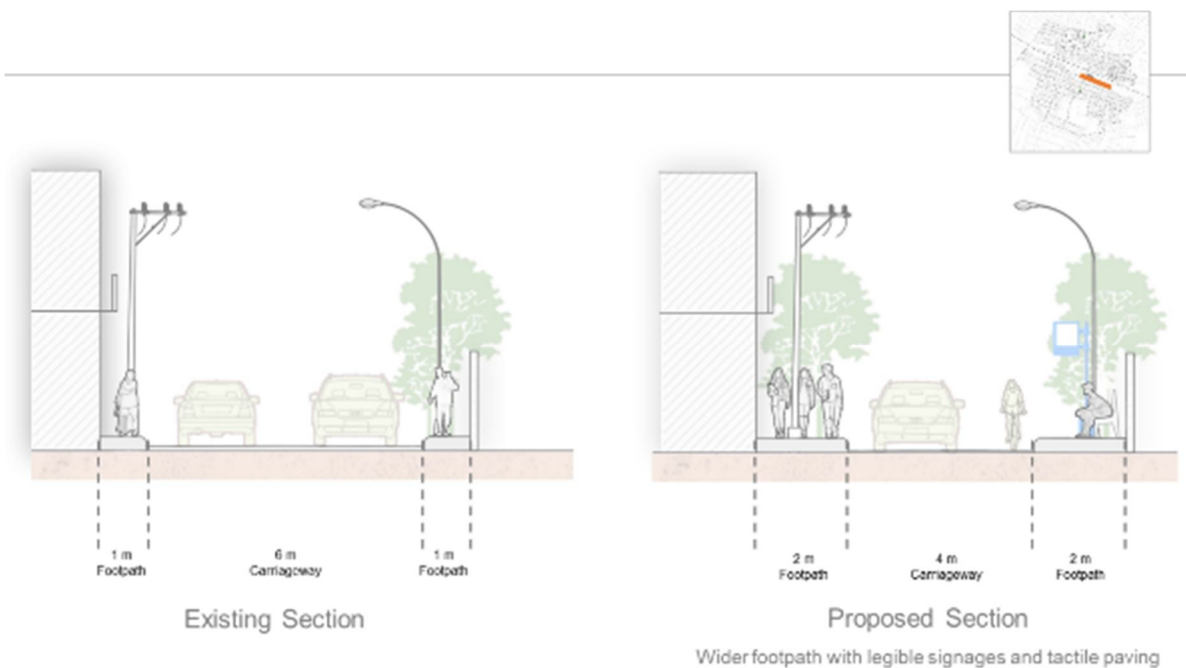 1 m
Footpath
6 m
Carriageway
1 m
Footpath
Existing Section
2 m
Footpath
4 m
Carriageway
2 m
Footpath
Proposed Section
Wider footpath with legible signages and tactile paving